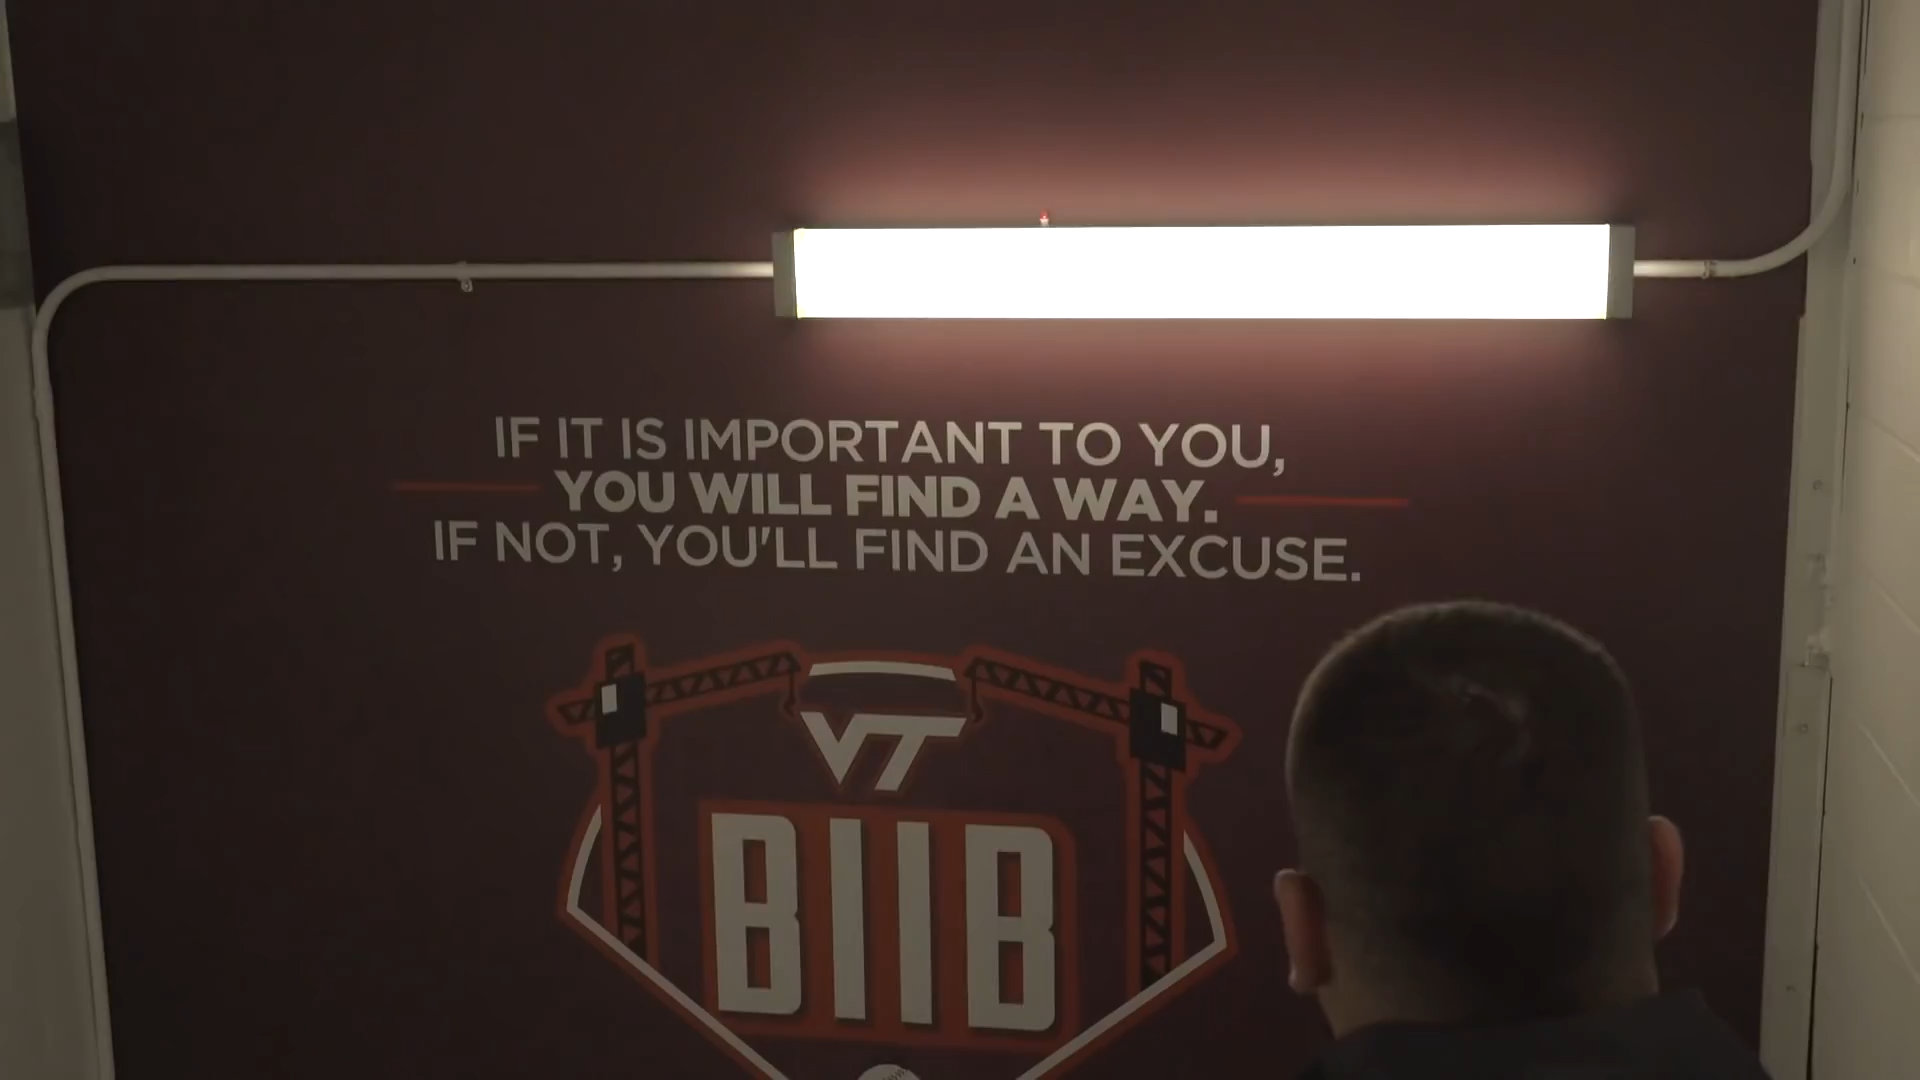 IF IT IS IMPORTANT TO YOU,
YOU WILL FIND A WAY.
IF NOT, YOU'LL FIND AN EXCUSE.
VT
BIIB